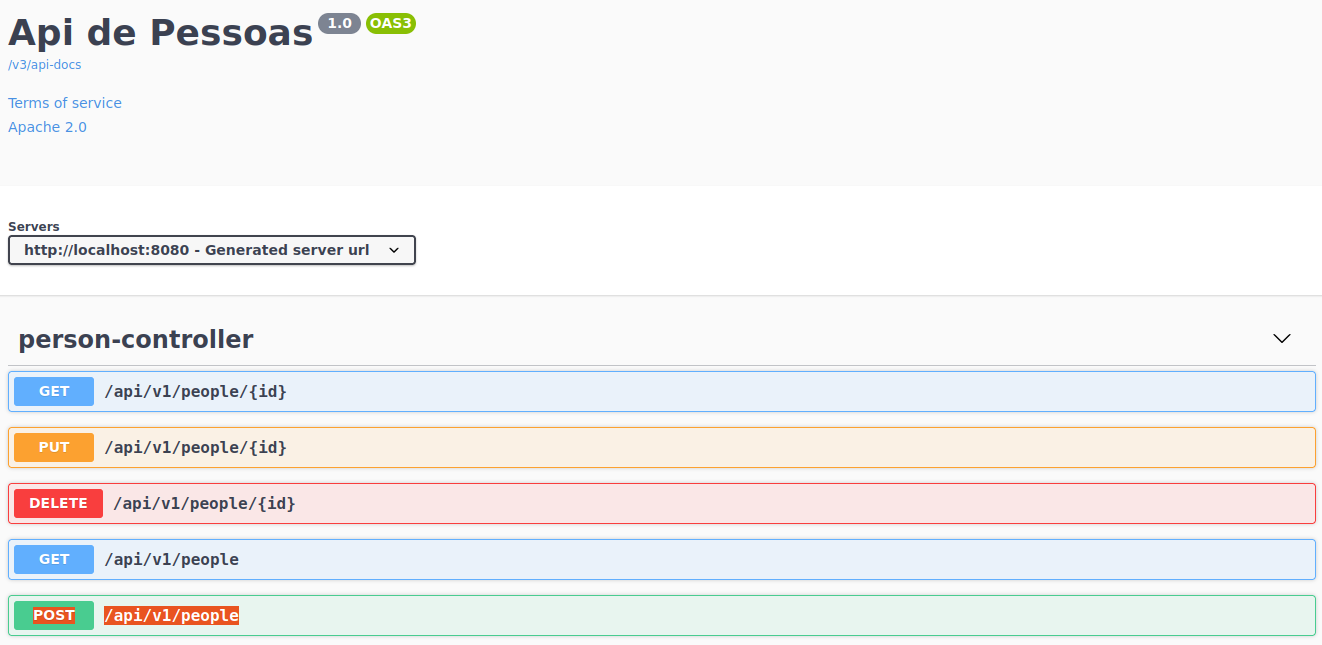 Api de Pessoas 1.0 OAS3
/v3/api-docs
Terms of service
Apache 2.0
Servers
http://localhost:8080 - Generated server url
person-controller
GET /api/v1/people/{id}
PUT /api/v1/people/{id}
DELETE /api/v1/people/{id}
GET /api/v1/people
POST /api/v1/people